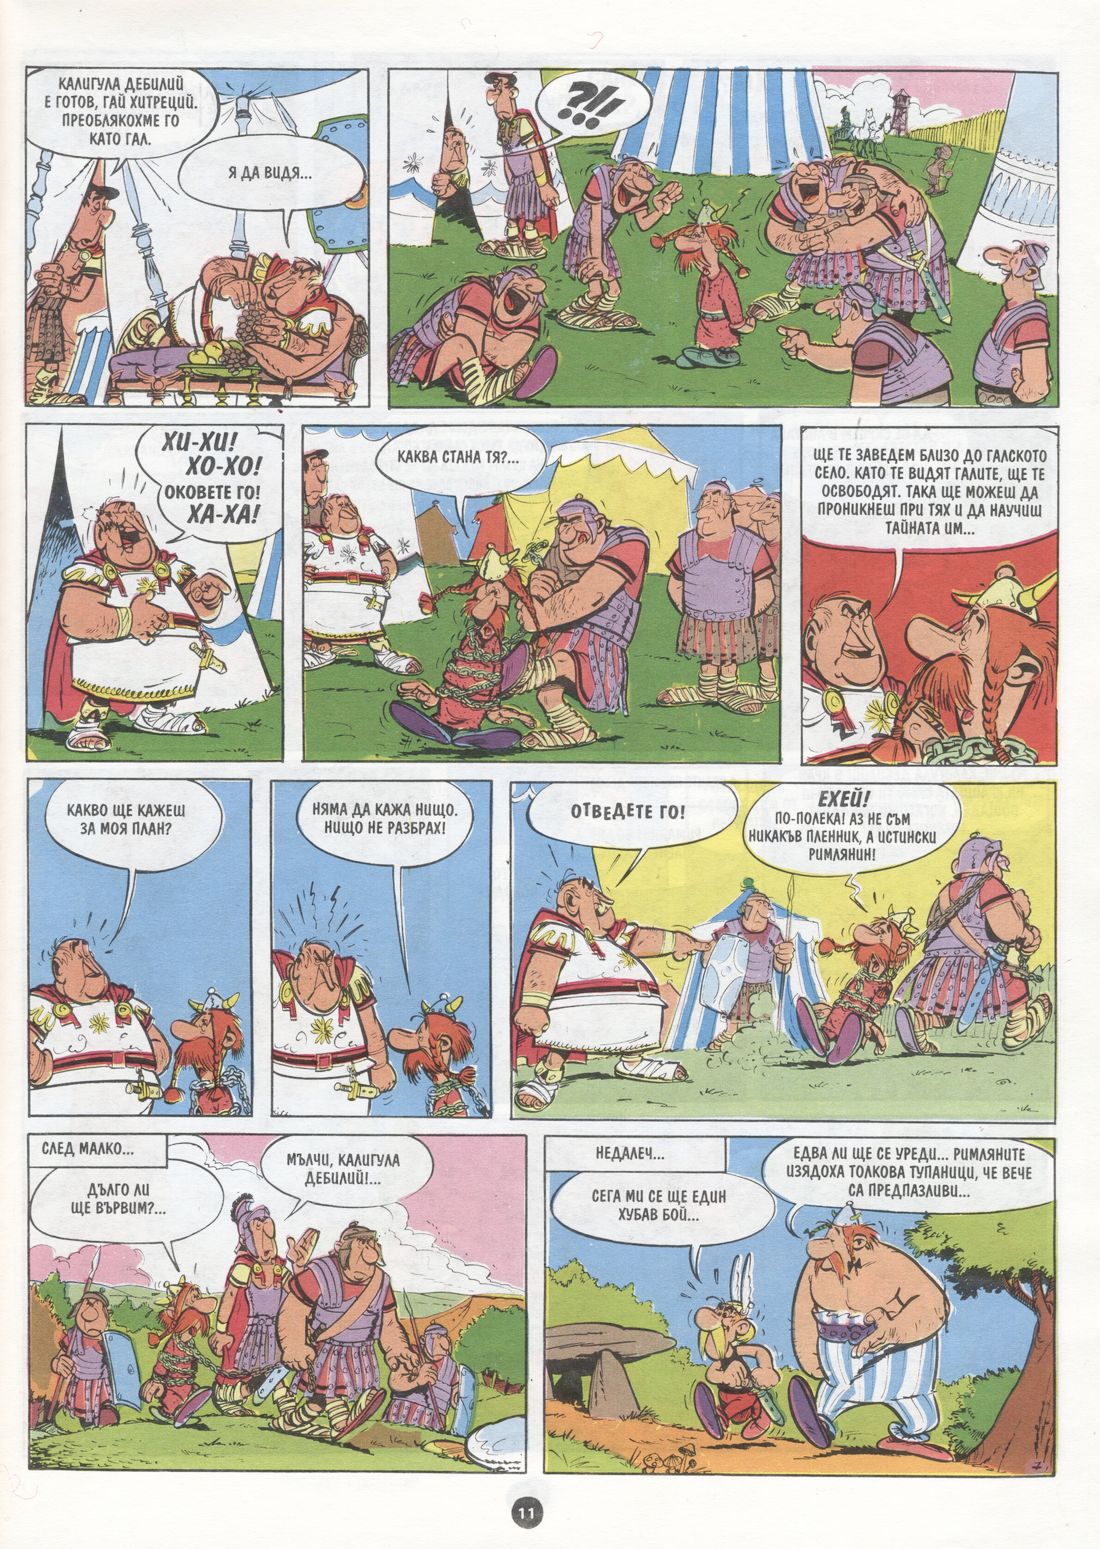 КАЛИГУЛА ДЕБИЛИЙ
Е ГОТОВ, ГАЙ ХИТРЕЦИЙ.
ПРЕОБЛЯКОХМЕ ГО
КАТО ГАЛ.
Я ДА ВИДЯ...
?!!
ХИ-ХИ!
ХО-ХО!
ОКОВЕТЕ ГО!
ХА-ХА!
КАКВА СТАНА ТЯ?...
ЩЕ ТЕ ЗАВЕДЕМ БЛИЗО ДО ГАЛСКОТО
СЕЛО. КАТО ТЕ ВИДЯТ ГАЛИТЕ, ЩЕ ТЕ
ОСВОБОДЯТ. ТАКА ЩЕ МОЖЕШ ДА
ПРОНИКНЕШ ПРИ ТЯХ И ДА НАУЧИШ
ТАЙНАТА ИМ...
КАКВО ЩЕ КАЖЕШ
ЗА МОЯ ПЛАН?
НЯМА ДА КАЖА НИЩО.
НИЩО НЕ РАЗБРАХ!
ОТВЕДЕТЕ ГО!
ЕХЕЙ!
ПО-ПОЛЕКА! АЗ НЕ СЪМ
НИКАКЪВ ПЛЕННИК, А ИСТИНСКИ
РИМЛЯНИН!
СЛЕД МАЛКО...
ДЪЛГО ЛИ
ЩЕ ВЪРВИМ?...
МЪЛЧИ, КАЛИГУЛА
ДЕБИЛИЙ!...
НЕДАЛЕЧ...
СЕГА МИ СЕ ЩЕ ЕДИН
ХУБАВ БОЙ...
ЕДВА ЛИ ЩЕ СЕ УРЕДИ... РИМЛЯНИТЕ
ИЗЯДОХА ТОЛКОВА ТУПАНИЦИ, ЧЕ ВЕЧЕ
СА ПРЕДПАЗЛИВИ...
7
11